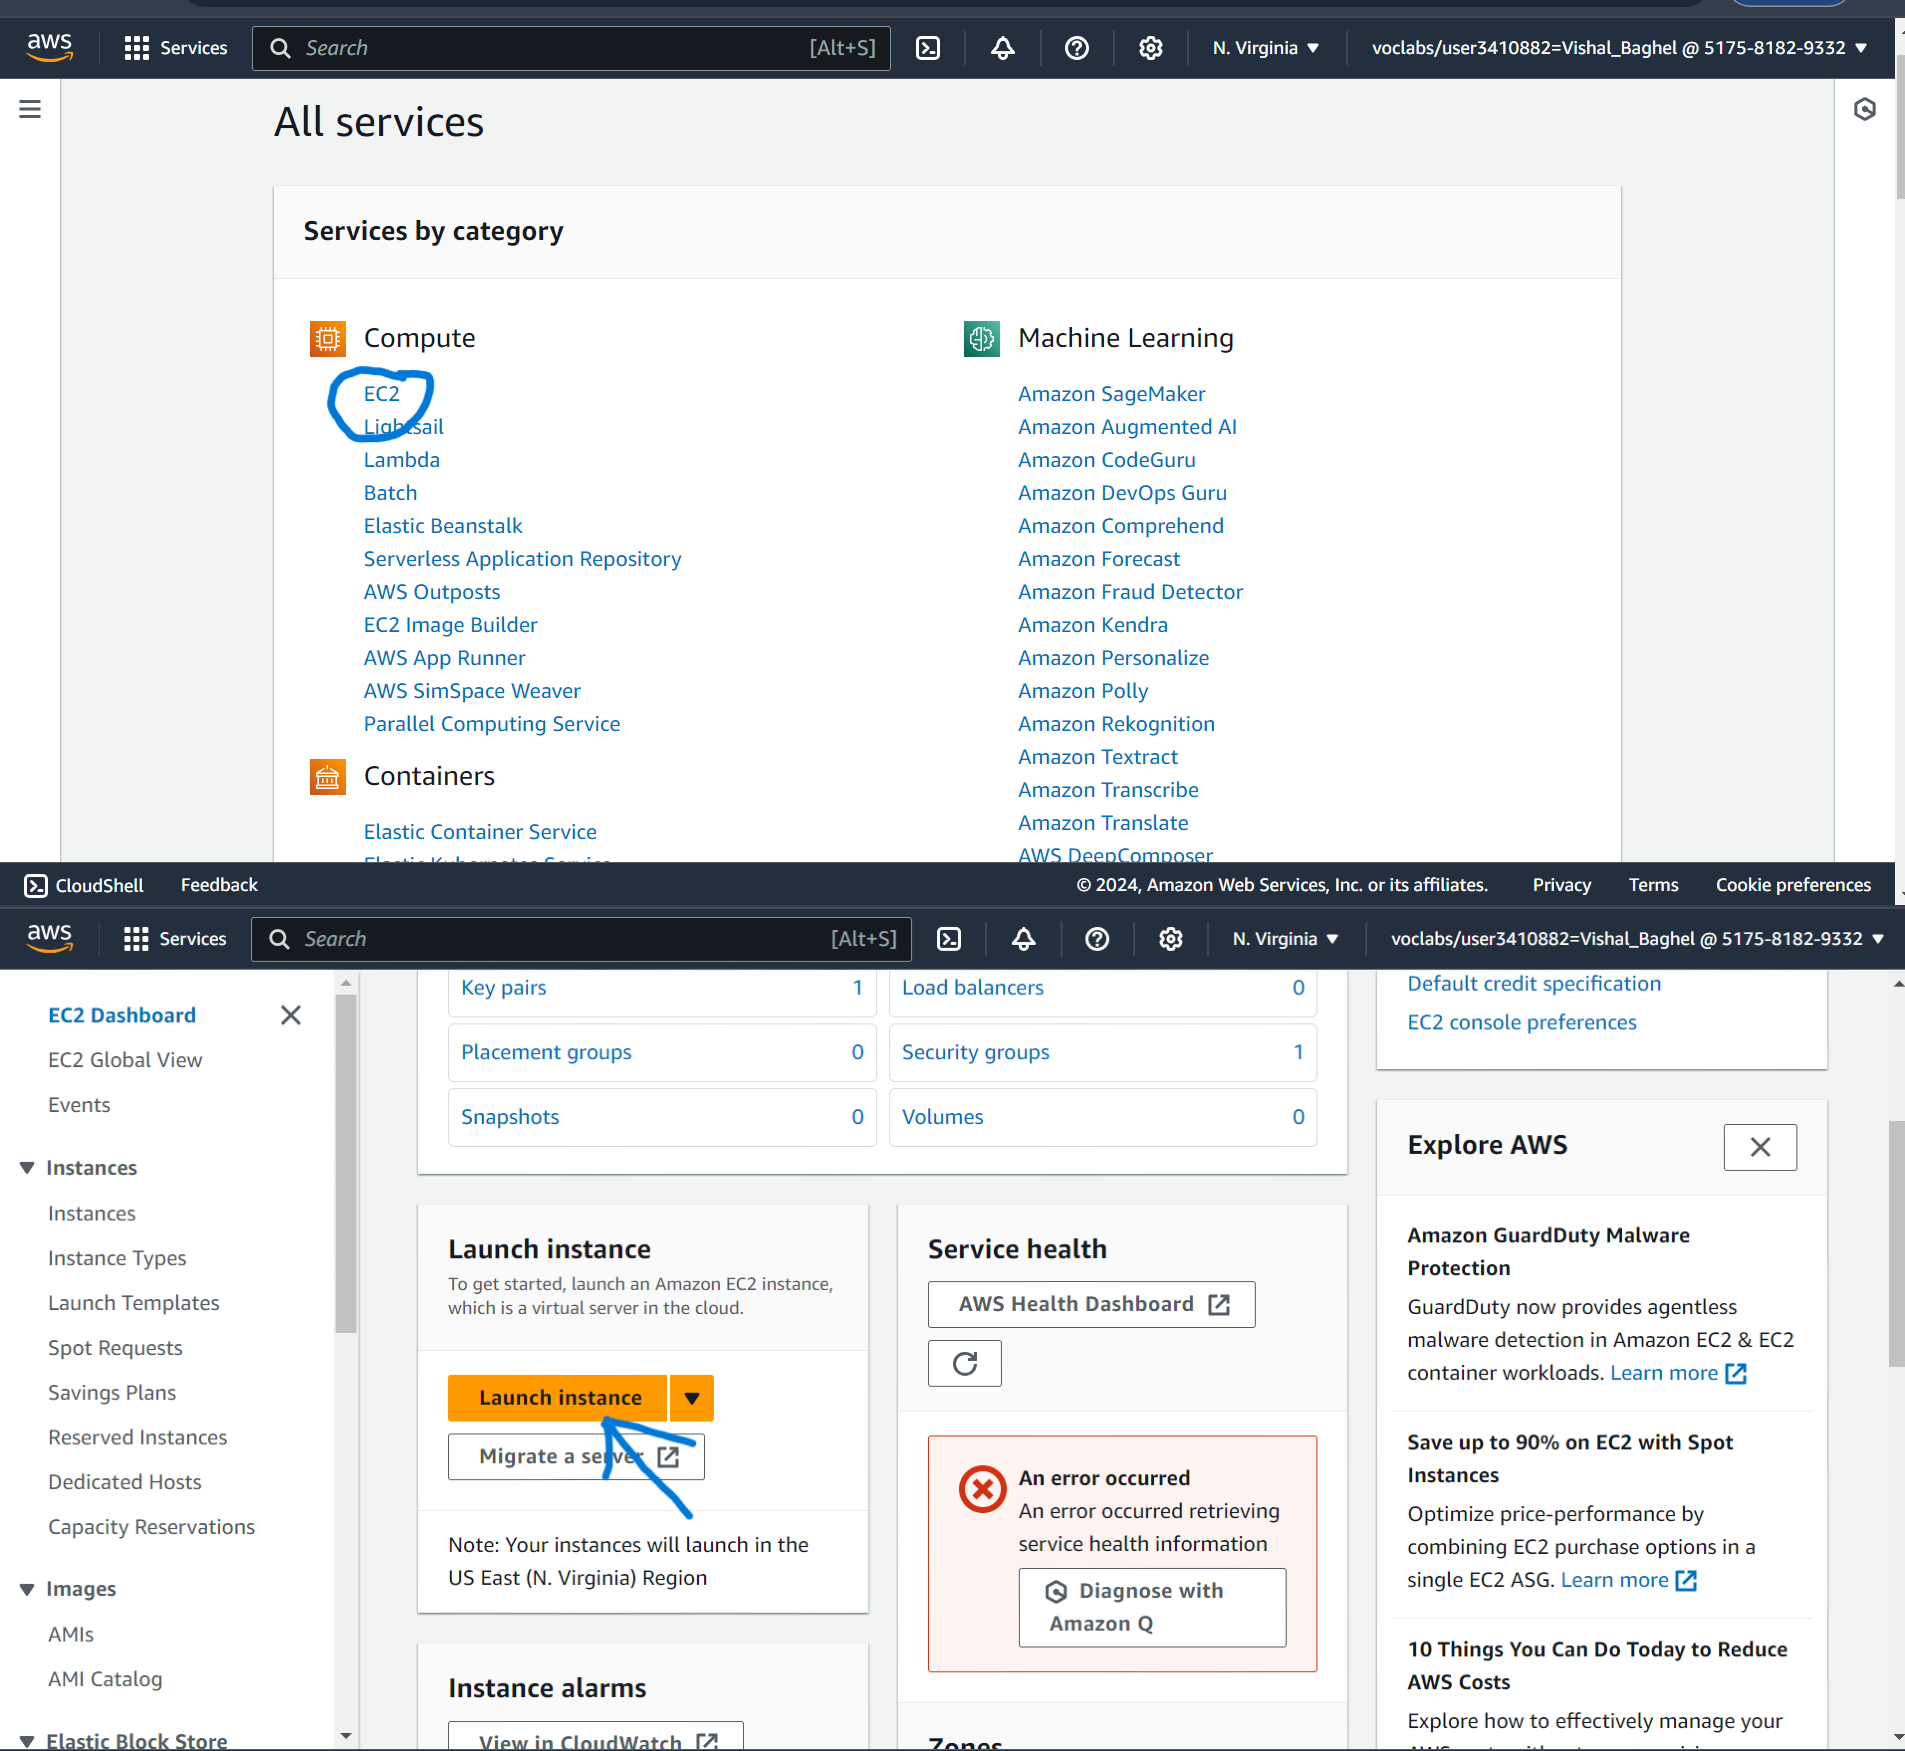 aws Services Search [Alt+S] N. Virginia voclabs/user3410882=Vishal_Baghel @ 5175-8182-9332
All services
Services by category
Compute
EC2
Lightsail
Lambda
Batch
Elastic Beanstalk
Serverless Application Repository
AWS Outposts
EC2 Image Builder
AWS App Runner
AWS SimSpace Weaver
Parallel Computing Service
Containers
Elastic Container Service
Elastic Kubernetes Service
Machine Learning
Amazon SageMaker
Amazon Augmented AI
Amazon CodeGuru
Amazon DevOps Guru
Amazon Comprehend
Amazon Forecast
Amazon Fraud Detector
Amazon Kendra
Amazon Personalize
Amazon Polly
Amazon Rekognition
Amazon Textract
Amazon Transcribe
Amazon Translate
AWS DeepComposer
CloudShell Feedback © 2024, Amazon Web Services, Inc. or its affiliates. Privacy Terms Cookie preferences
aws Services Search [Alt+S] N. Virginia voclabs/user3410882=Vishal_Baghel @ 5175-8182-9332
EC2 Dashboard
EC2 Global View
Events
Instances
Instances
Instance Types
Launch Templates
Spot Requests
Savings Plans
Reserved Instances
Dedicated Hosts
Capacity Reservations
Images
AMIs
AMI Catalog
Elastic Block Store
Key pairs 1 Load balancers 0
Placement groups 0 Security groups 1
Snapshots 0 Volumes 0
Launch instance
To get started, launch an Amazon EC2 instance,
which is a virtual server in the cloud.
Launch instance
Migrate a server
Note: Your instances will launch in the
US East (N. Virginia) Region
Instance alarms
View in CloudWatch
Service health
AWS Health Dashboard
An error occurred
An error occurred retrieving
service health information
Diagnose with
Amazon Q
Zones
Default credit specification
EC2 console preferences
Explore AWS
Amazon GuardDuty Malware
Protection
GuardDuty now provides agentless
malware detection in Amazon EC2 & EC2
container workloads. Learn more
Save up to 90% on EC2 with Spot
Instances
Optimize price-performance by
combining EC2 purchase options in a
single EC2 ASG. Learn more
10 Things You Can Do Today to Reduce
AWS Costs
Explore how to effectively manage your